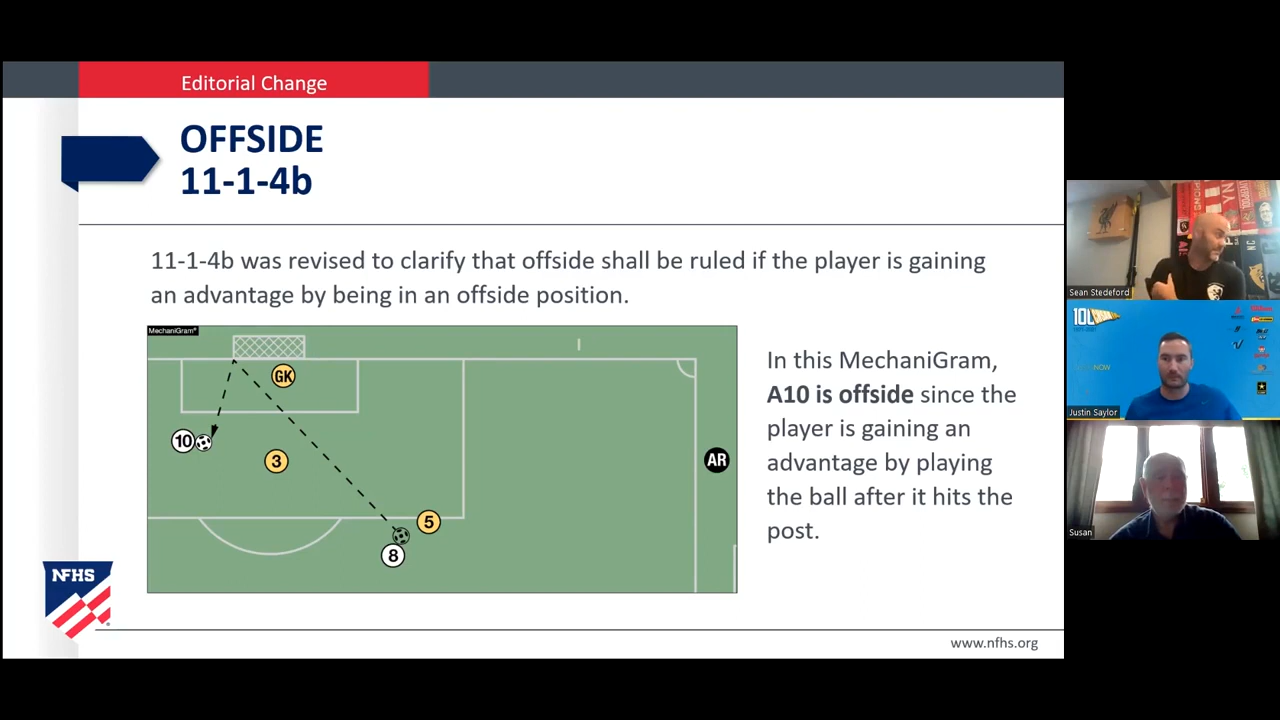 Editorial Change
OFFSIDE
11-1-4b
11-1-4b was revised to clarify that offside shall be ruled if the player is gaining
an advantage by being in an offside position.
MechaniGram®
GK
10
3
5
8
AR
In this MechaniGram,
A10 is offside since the
player is gaining an
advantage by playing
the ball after it hits the
post.
NFHS
www.nfhs.org
Sean Stedeford
Justin Saylor
Susan